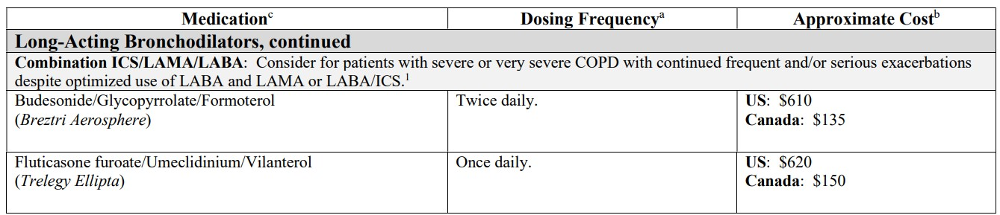 Medicationᶜ Dosing Frequencyᵃ Approximate Costᵇ
Long-Acting Bronchodilators, continued
Combination ICS/LAMA/LABA: Consider for patients with severe or very severe COPD with continued frequent and/or serious exacerbations
despite optimized use of LABA and LAMA or LABA/ICS.¹
Budesonide/Glycopyrrolate/Formoterol Twice daily. US: $610
(Breztri Aerosphere) Canada: $135
Fluticasone furoate/Umeclidinium/Vilanterol Once daily. US: $620
(Trelegy Ellipta) Canada: $150